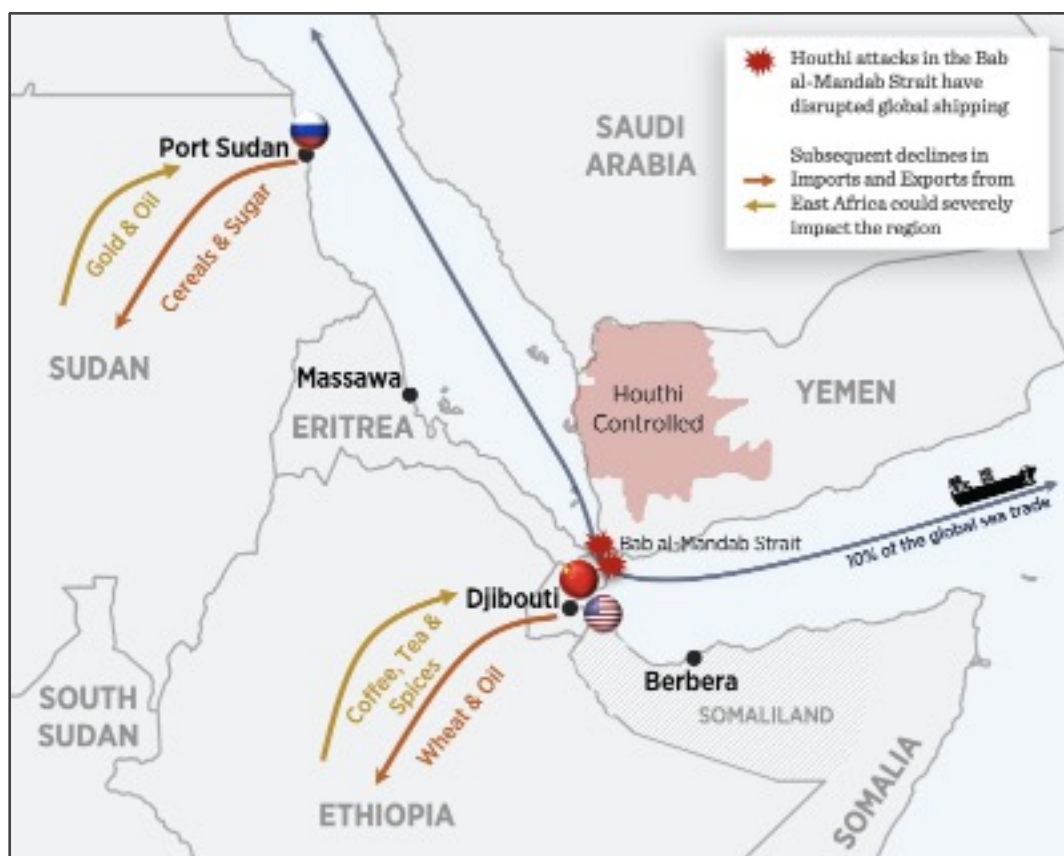 Houthi attacks in the Bab
al-Mandab Strait have
disrupted global shipping
Subsequent declines in
Imports and Exports from
East Africa could severely
impact the region
SAUDI
ARABIA
Port Sudan
Gold & Oil
Cereals & Sugar
SUDAN
Massawa
ERITREA
Houthi
Controlled
YEMEN
Bab al-Mandab Strait
10% of the global sea trade
Djibouti
Coffee, Tea &
Spices
Wheat & Oil
Berbera
SOMALILAND
SOUTH
SUDAN
ETHIOPIA
SOMALIA